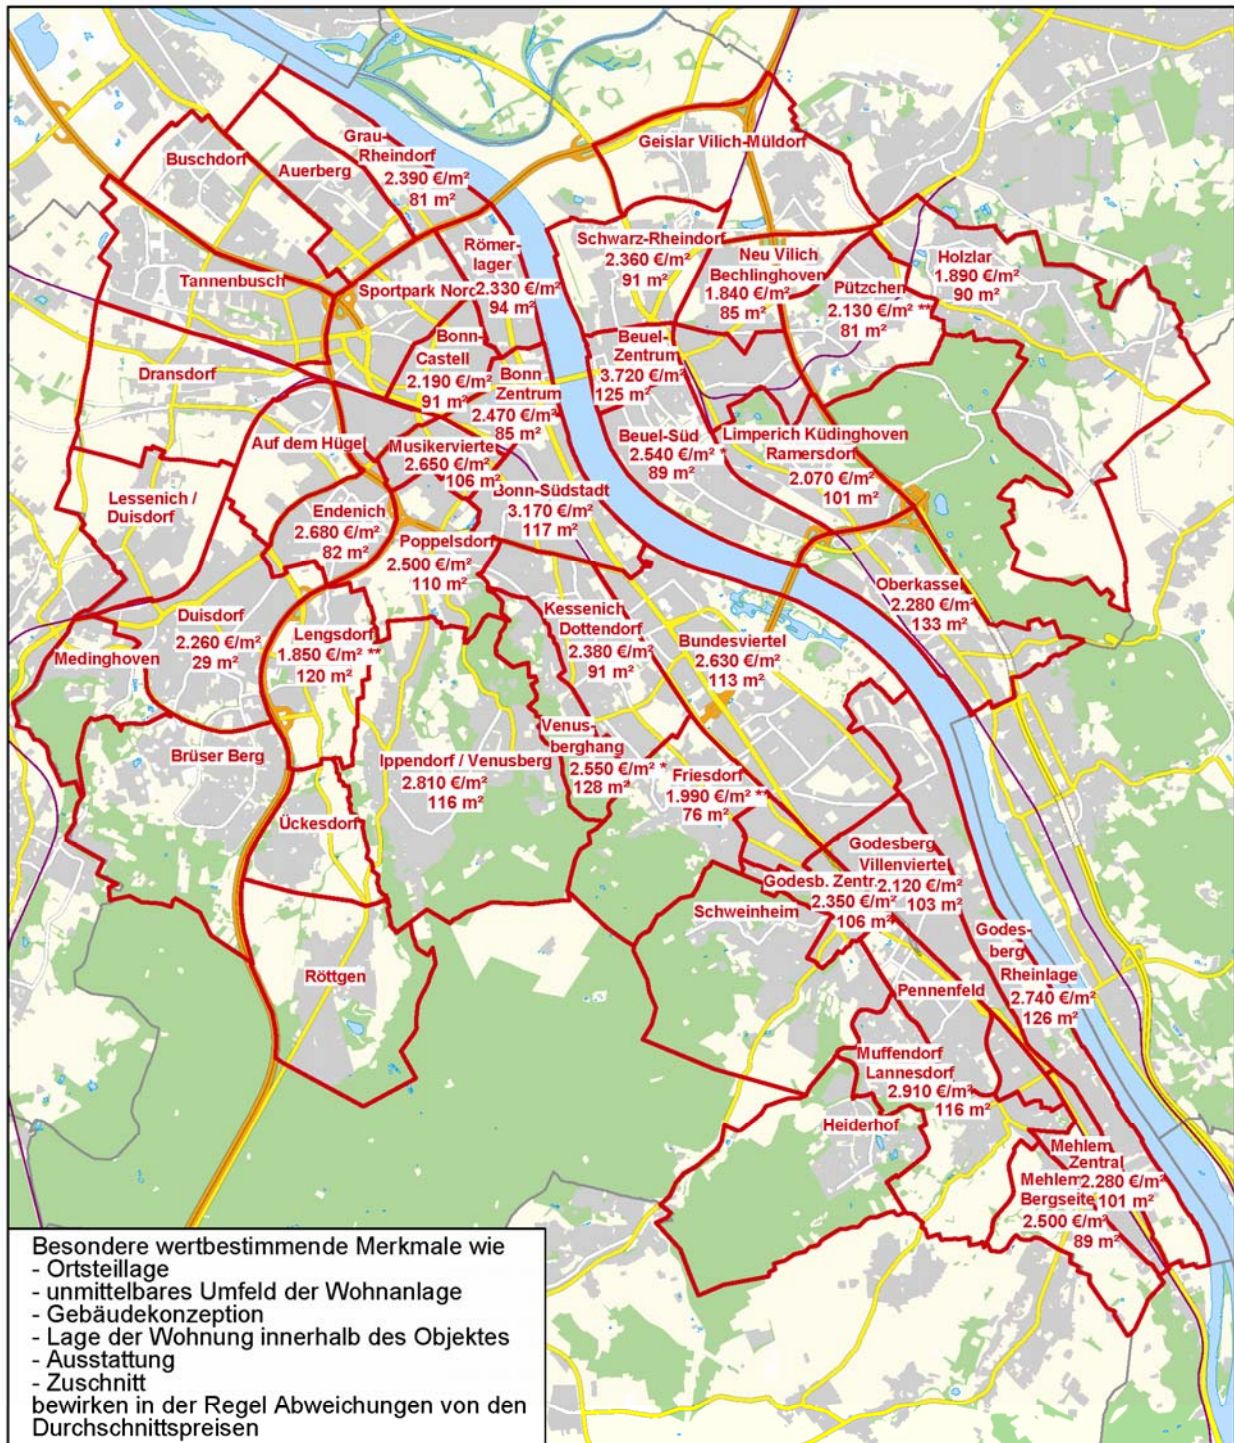 Grau-
Rheindorf
2.390 €/m²
81 m²
Buschdorf
Auerberg
Geislar Vilich-Müldorf
Römer-
lager
2.330 €/m²
94 m²
Schwarz-Rheindorf
2.360 €/m²
91 m²
Neu Vilich
Bechlinghoven
1.840 €/m²
85 m²
Pützchen
2.130 €/m² **
81 m²
Holzlar
1.890 €/m²
90 m²
Tannenbusch
Sportpark Nord
Bonn-
Castell
2.190 €/m²
91 m²
Bonn
Zentrum
2.470 €/m²
85 m²
Beuel-
Zentrum
3.720 €/m²
125 m²
Dransdorf
Auf dem Hügel
Musikervierte
2.650 €/m²
106 m²
Beuel-Süd
2.540 €/m² *
89 m²
Limperich Küdinghoven
Ramersdorf
2.070 €/m²
101 m²
Lessenich /
Duisdorf
Endenich
2.680 €/m²
82 m²
Bonn-Südstadt
3.170 €/m²
117 m²
Poppelsdorf
2.500 €/m²
110 m²
Oberkassel
2.280 €/m²
133 m²
Duisdorf
2.260 €/m²
29 m²
Lengsdorf
1.850 €/m² **
120 m²
Kessenich
Dottendorf
2.380 €/m²
91 m²
Bundesviertel
2.630 €/m²
113 m²
Medinghoven
Brüser Berg
Ippendorf / Venusberg
2.810 €/m²
116 m²
Venus-
berghang
2.550 €/m² *
128 m²
Friesdorf
1.990 €/m² **
76 m²
Ückesdorf
Godesberg
Villenviertel
2.120 €/m²
103 m²
Godesb. Zentr
2.350 €/m²
106 m²
Schweinheim
Godes-
berg
Rheinlage
2.740 €/m²
126 m²
Röttgen
Pennenfeld
Muffendorf
Lannesdorf
2.910 €/m²
116 m²
Heiderhof
Mehlem
Zentral
2.280 €/m²
101 m²
Mehlem
Bergseite
2.500 €/m²
89 m²
Besondere wertbestimmende Merkmale wie
- Ortsteillage
- unmittelbares Umfeld der Wohnanlage
- Gebäudekonzeption
- Lage der Wohnung innerhalb des Objektes
- Ausstattung
- Zuschnitt
bewirken in der Regel Abweichungen von den
Durchschnittspreisen